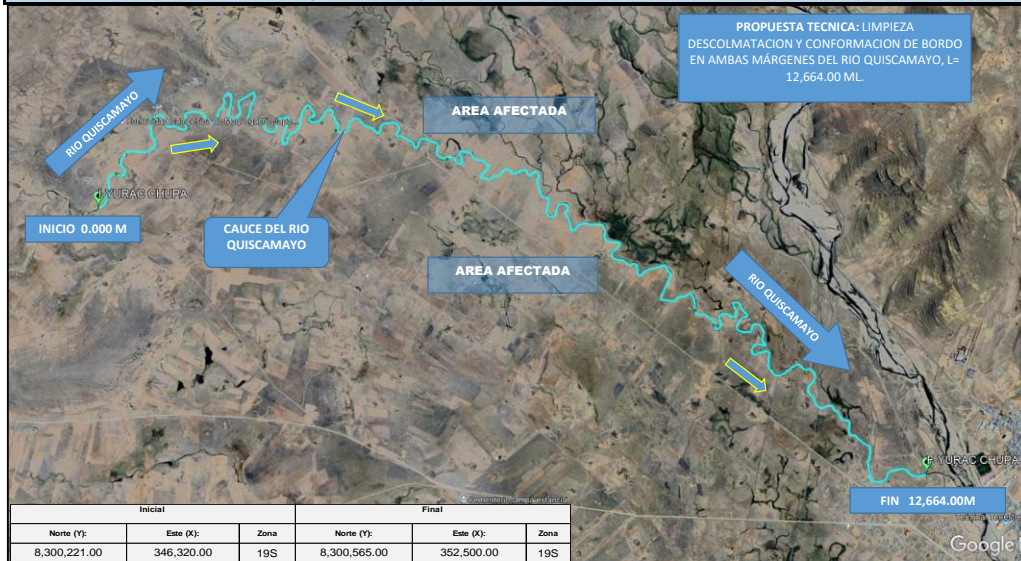 PROPUESTA TECNICA: LIMPIEZA
DESCOLMATACION Y CONFORMACION DE BORDO
EN AMBAS MÁRGENES DEL RIO QUISCAMAYO, L=
12,664.00 ML.
RIO QUISCAMAYO
AREA AFECTADA
I.YURAC CHUPA
INICIO 0.000 M
CAUCE DEL RIO
QUISCAMAYO
AREA AFECTADA
RIO QUISCAMAYO
F.YURAC CHUPA
FIN 12,664.00M
Inicial Final
Norte (Y): Este (X): Zona Norte (Y): Este (X): Zona
8,300,221.00 346,320.00 19S 8,300,565.00 352,500.00 19S
Google